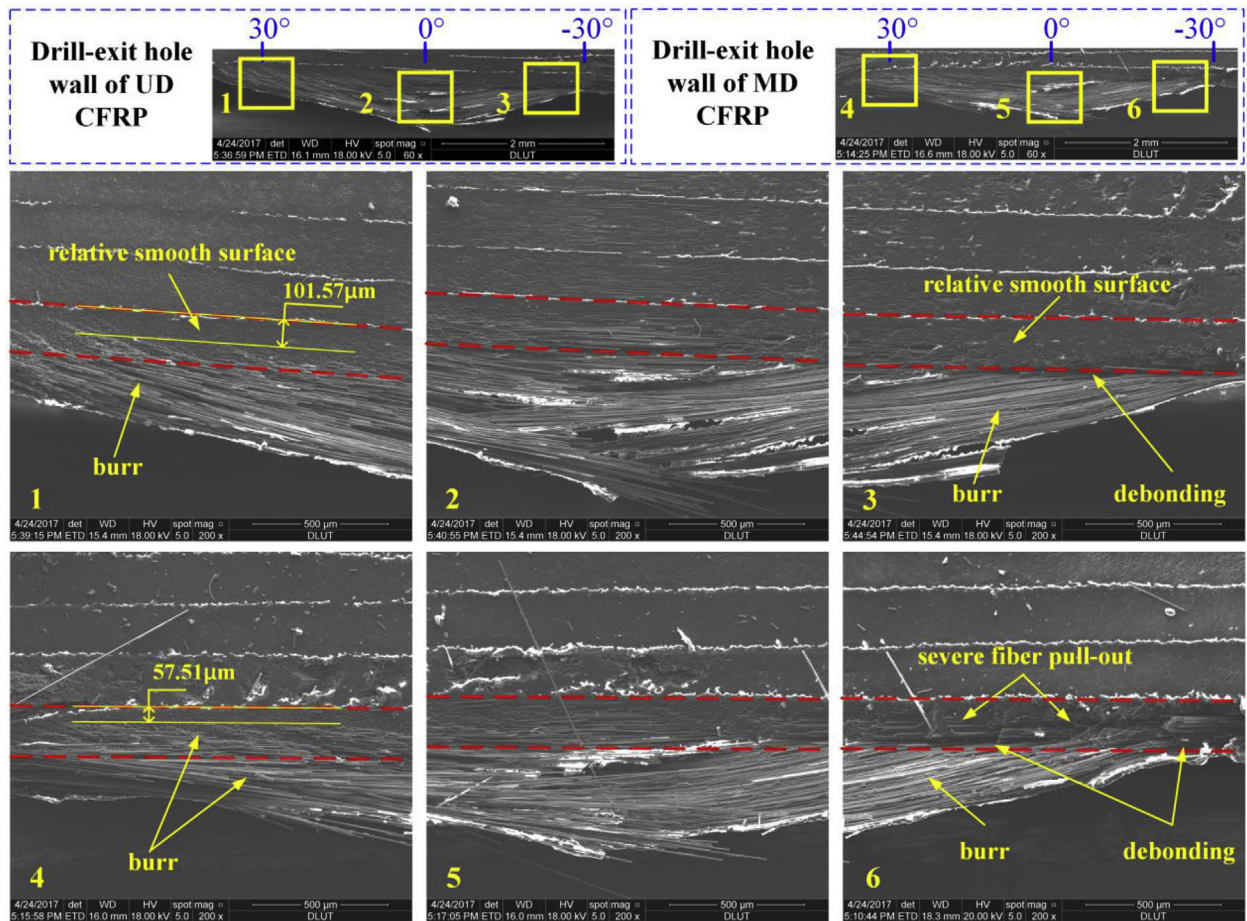 30° 0° -30°
Drill-exit hole
wall of UD
CFRP
1 2 3
4/24/2017 det WD HV spot mag □ 2 mm
5:36:59 PM ETD 16.1 mm 18.00 kV 5.0 60 x DLUT
30° 0° -30°
Drill-exit hole
wall of MD
CFRP
4 5 6
4/24/2017 det WD HV spot mag □ 2 mm
5:14:25 PM ETD 16.6 mm 18.00 kV 5.0 60 x DLUT
relative smooth surface
101.57μm
burr
1
4/24/2017 det WD HV spot mag □ 500 µm
5:39:15 PM ETD 15.4 mm 18.00 kV 5.0 200 x DLUT
2
4/24/2017 det WD HV spot mag □ 500 µm
5:40:55 PM ETD 15.4 mm 18.00 kV 5.0 200 x DLUT
relative smooth surface
burr
debonding
3
4/24/2017 det WD HV spot mag □ 500 µm
5:44:54 PM ETD 15.4 mm 18.00 kV 5.0 200 x DLUT
57.51μm
burr
4
4/24/2017 det WD HV spot mag □ 500 µm
5:15:58 PM ETD 16.0 mm 18.00 kV 5.0 200 x DLUT
5
4/24/2017 det WD HV spot mag □ 500 µm
5:17:05 PM ETD 16.0 mm 18.00 kV 5.0 200 x DLUT
severe fiber pull-out
burr
debonding
6
4/24/2017 det WD HV spot mag □ 500 µm
5:10:44 PM ETD 18.3 mm 20.00 kV 5.0 200 x DLUT